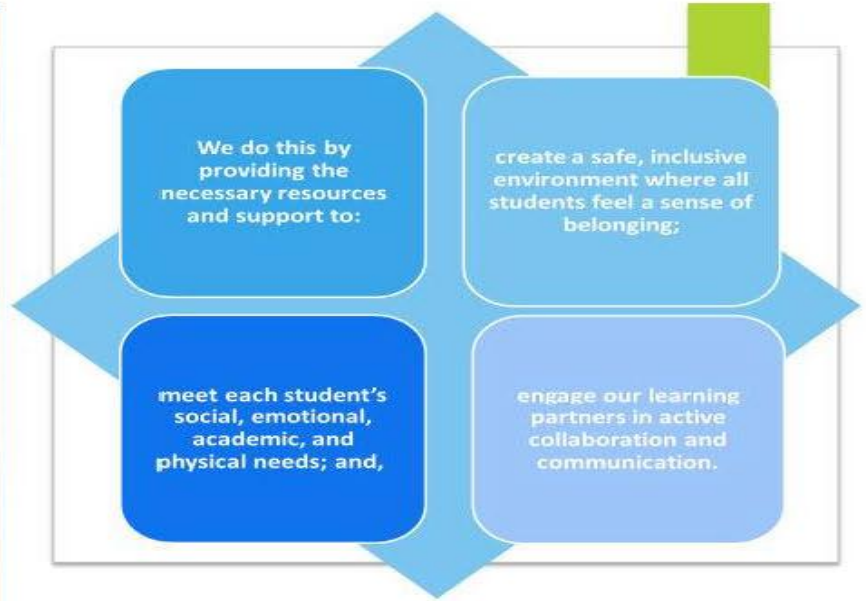 We do this by
providing the
necessary resources
and support to:
create a safe, inclusive
environment where all
students feel a sense of
belonging;
meet each student’s
social, emotional,
academic, and
physical needs; and,
engage our learning
partners in active
collaboration and
communication.